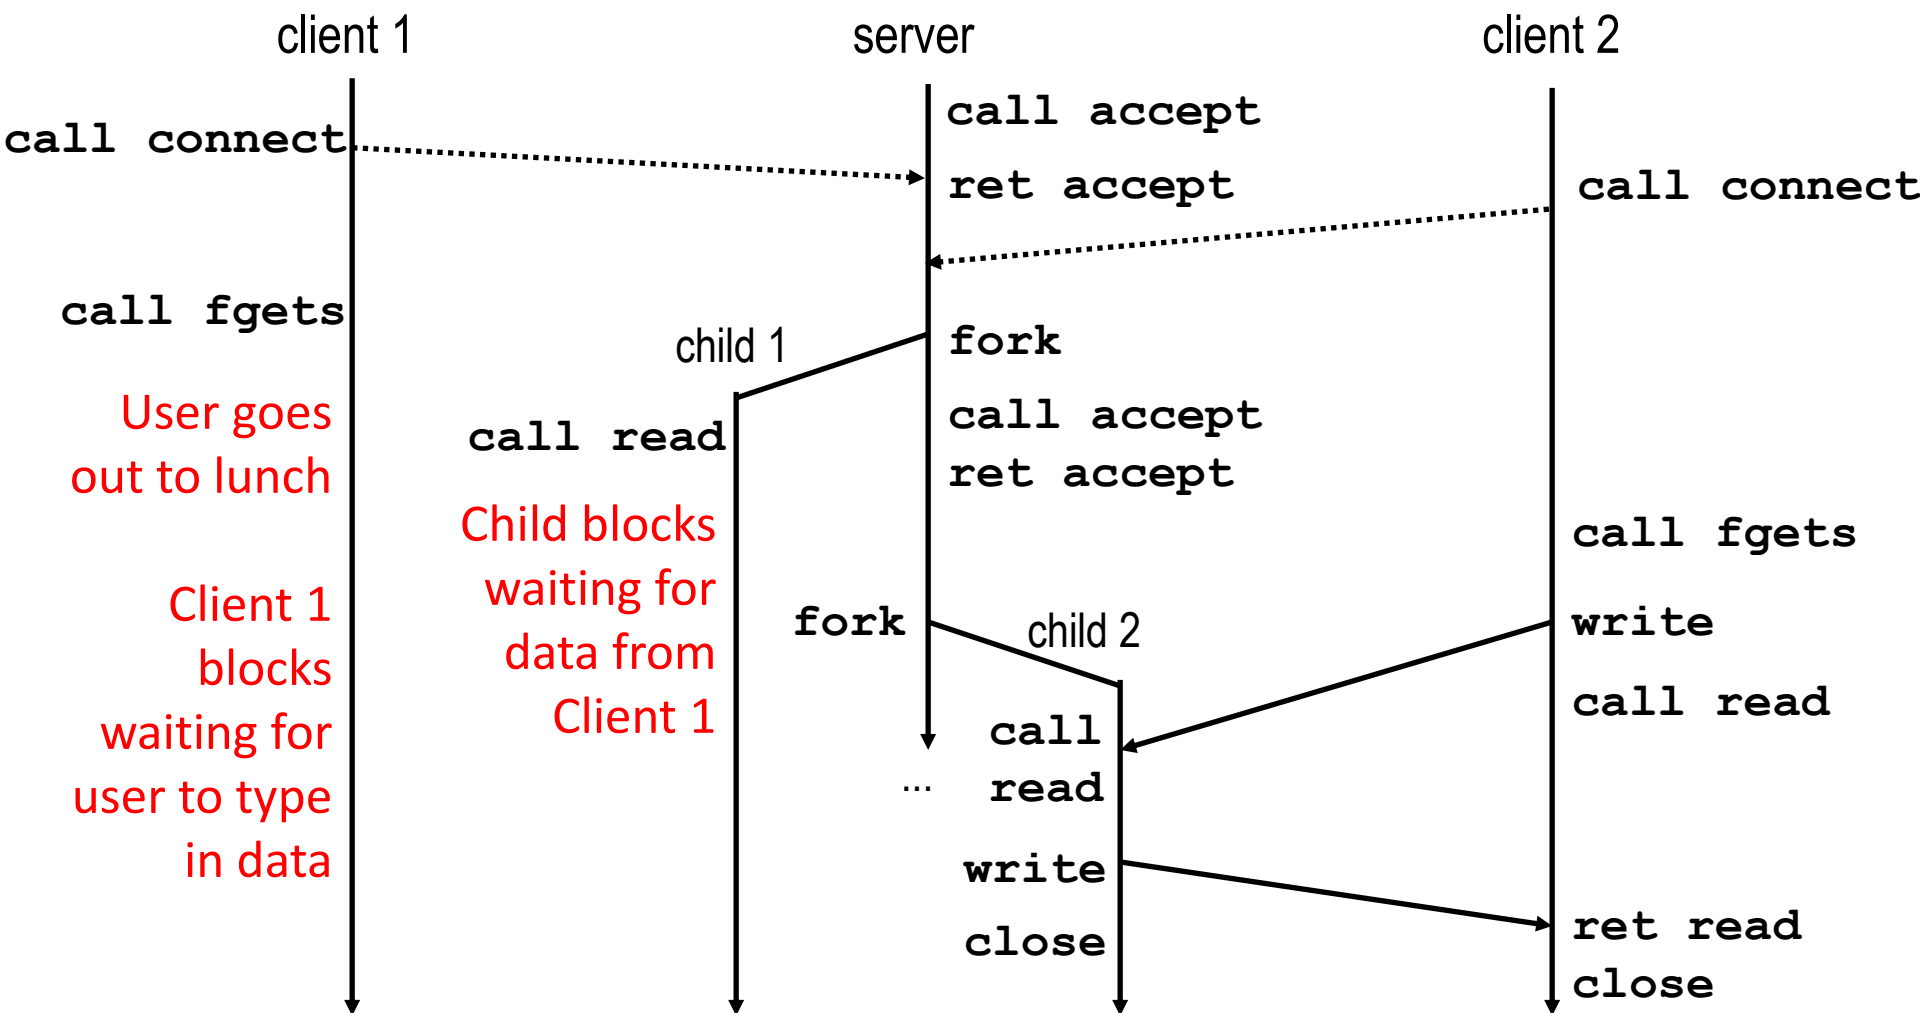 client 1
server
client 2
call connect
call accept
ret accept
call connect
call fgets
child 1
fork
User goes
out to lunch
call read
call accept
ret accept
Child blocks
waiting for
data from
Client 1
call fgets
Client 1
blocks
waiting for
user to type
in data
fork
child 2
write
call read
...
call
read
write
close
ret read
close